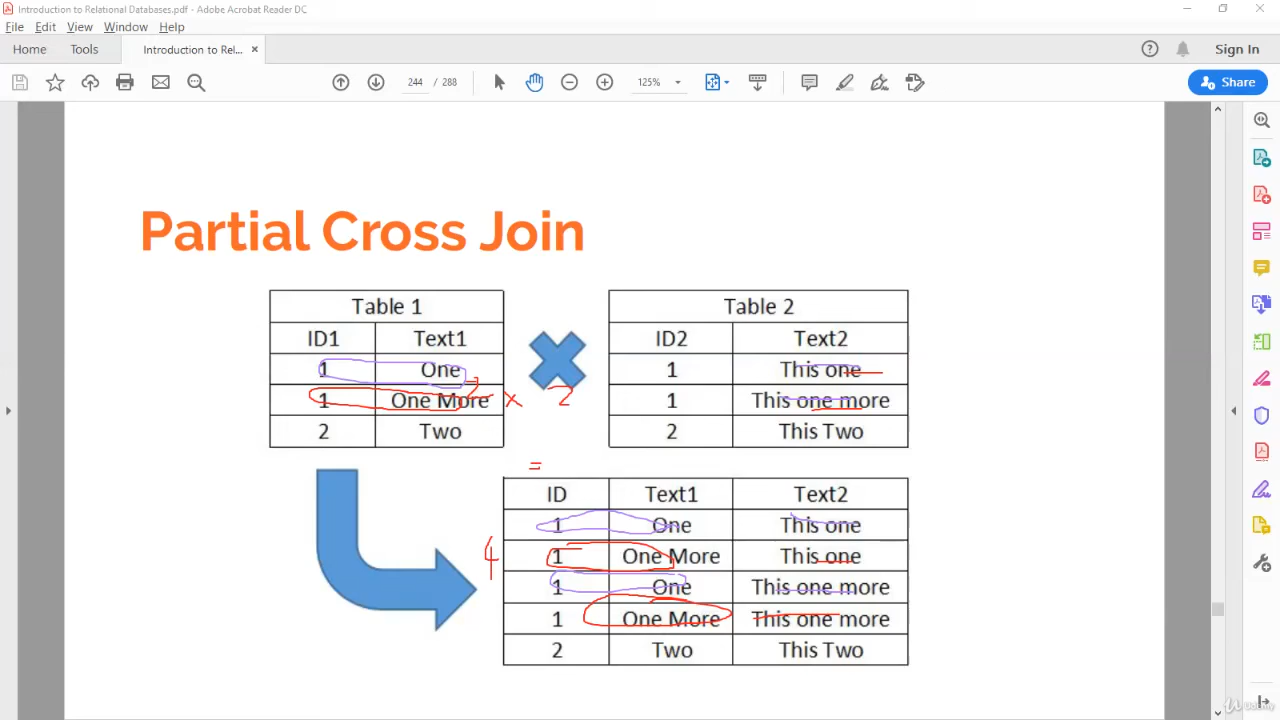 Introduction to Relational Databases.pdf - Adobe Acrobat Reader DC
File Edit View Window Help
Home Tools Introduction to Rel... × Sign In
244 / 288 125% Share
Partial Cross Join
Table 1
ID1 Text1
1 One
1 One More
2 Two
Table 2
ID2 Text2
1 This one
1 This one more
2 This Two
2 x 2
=
4
ID Text1 Text2
1 One This one
1 One More This one
1 One This one more
1 One More This one more
2 Two This Two
Udemy